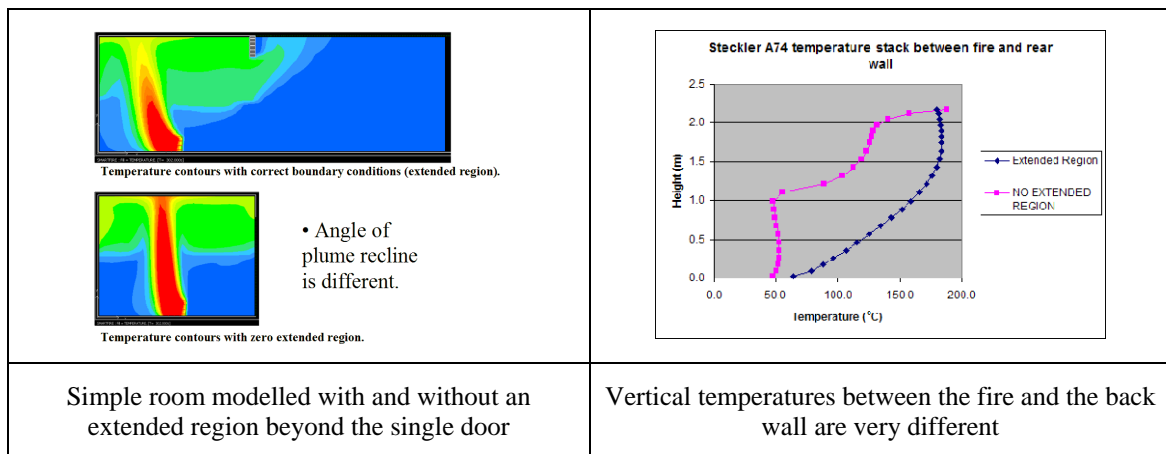 Temperature contours with correct boundary conditions (extended region).
• Angle of
plume recline
is different.
Temperature contours with zero extended region.
Steckler A74 temperature stack between fire and rear
wall
Height (m)
2.5
2.0
1.5
1.0
0.5
0.0
0.0 50.0 100.0 150.0 200.0
Temperature (°C)
Extended Region
NO EXTENDED
REGION
Simple room modelled with and without an
extended region beyond the single door
Vertical temperatures between the fire and the back
wall are very different